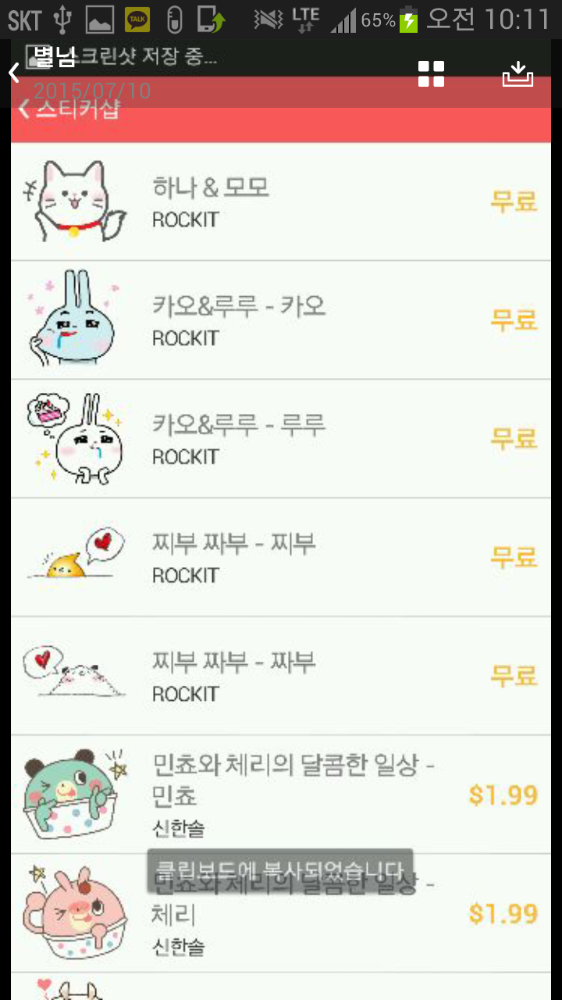 SKT TALK LTE 65% 오전 10:11
별님
스크린샷 저장 중...
2015/07/10
스티커샵
하나 & 모모
ROCKIT
무료
카오&루루 - 카오
ROCKIT
무료
카오&루루 - 루루
ROCKIT
무료
찌부 짜부 - 찌부
ROCKIT
무료
찌부 짜부 - 짜부
ROCKIT
무료
민쵸와 체리의 달콤한 일상 -
민쵸
신한솔
$1.99
클립보드에 복사되었습니다
민쵸와 체리의 달콤한 일상 -
체리
신한솔
$1.99